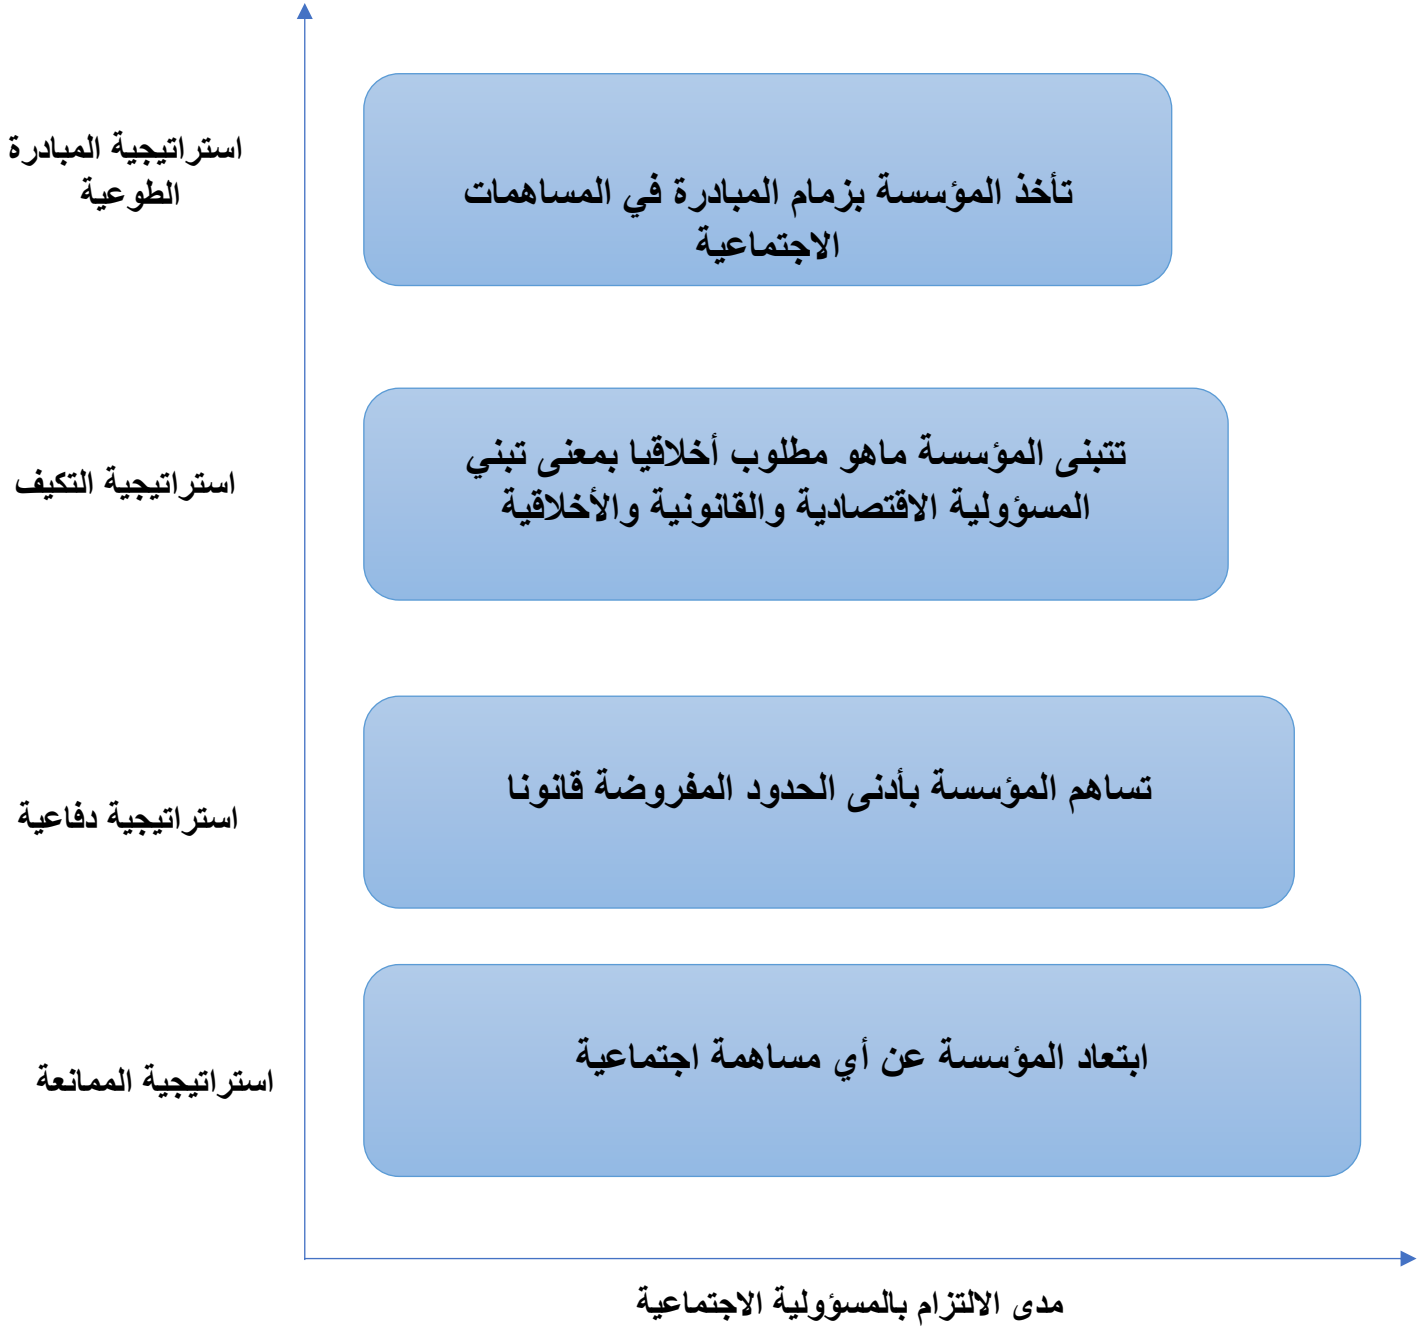 استراتيجية المبادرة
الطوعية
تأخذ المؤسسة بزمام المبادرة في المساهمات
الاجتماعية
استراتيجية التكيف
تتبنى المؤسسة ماهو مطلوب أخلاقيا بمعنى تبني
المسؤولية الاقتصادية والقانونية والأخلاقية
استراتيجية دفاعية
تساهم المؤسسة بأدنى الحدود المفروضة قانونا
استراتيجية الممانعة
ابتعاد المؤسسة عن أي مساهمة اجتماعية
مدى الالتزام بالمسؤولية الاجتماعية